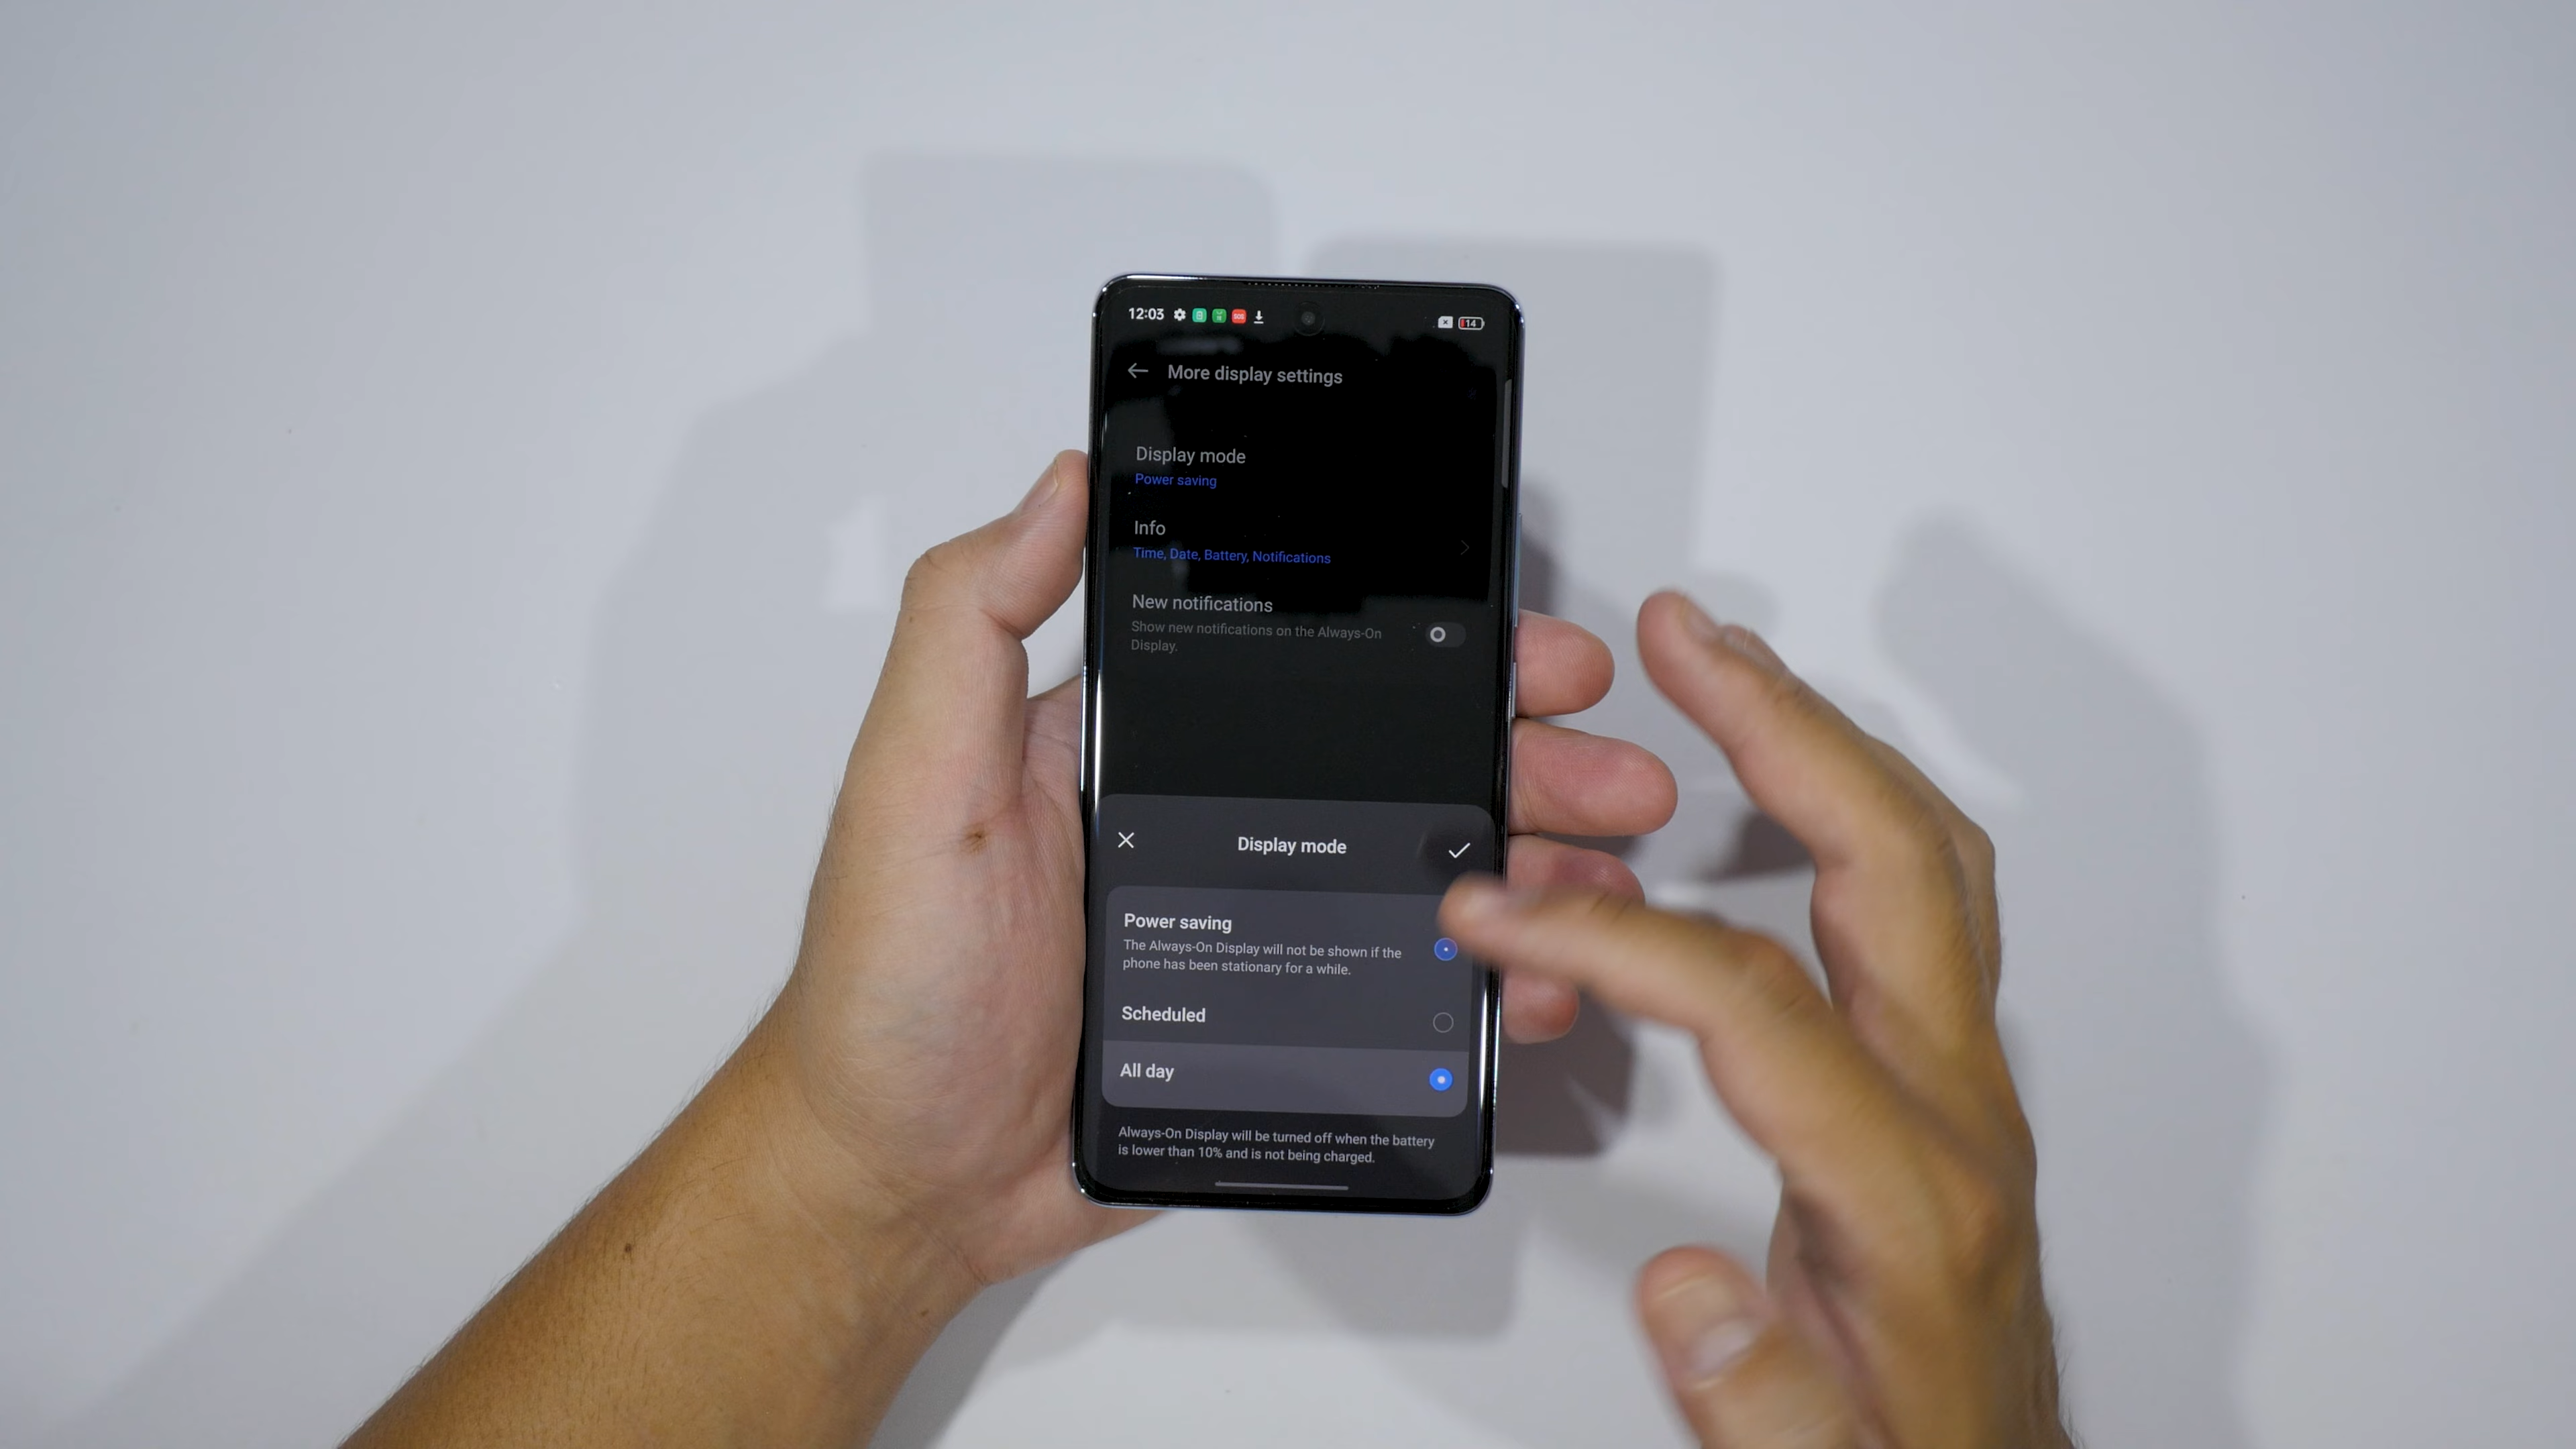 12:03
SOS
14
More display settings
Display mode
Power saving
Info
Time, Date, Battery, Notifications
New notifications
Show new notifications on the Always-On
Display.
Display mode
Power saving
The Always-On Display will not be shown if the
phone has been stationary for a while.
Scheduled
All day
Always-On Display will be turned off when the battery
is lower than 10% and is not being charged.